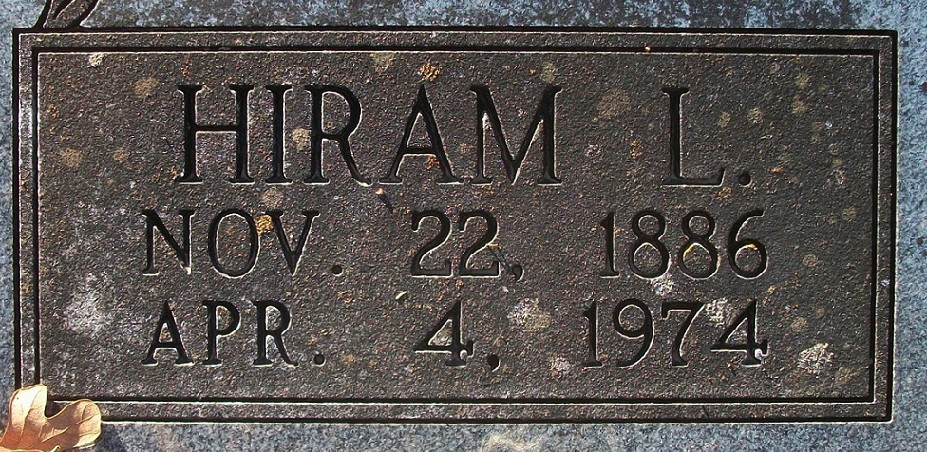 HIRAM L.
NOV. 22, 1886
APR. 4, 1974